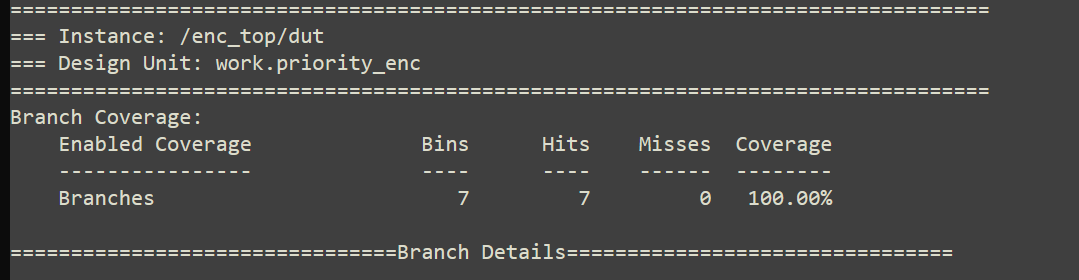 =================================================================================
=== Instance: /enc_top/dut
=== Design Unit: work.priority_enc
=================================================================================
Branch Coverage:
    Enabled Coverage              Bins      Hits    Misses  Coverage
    ----------------              ----      ----    ------  --------
    Branches                         7         7         0   100.00%

================================Branch Details================================